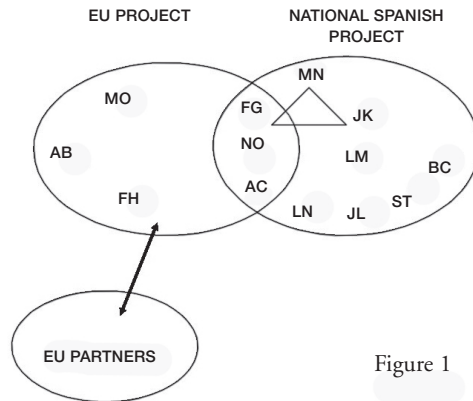 EU PROJECT
NATIONAL SPANISH
PROJECT
MN
MO
FG
JK
AB
NO
LM
BC
FH
AC
ST
LN
JL
EU PARTNERS
Figure 1